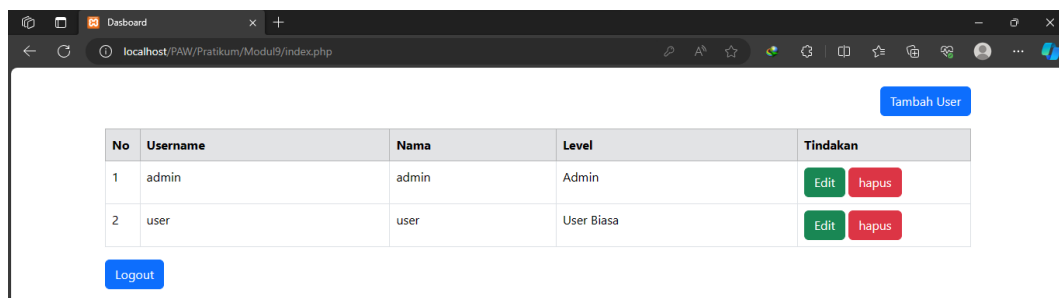 Dasboard
localhost/PAW/Pratikum/Modul9/index.php
Tambah User
No Username Nama Level Tindakan
1 admin admin Admin Edit hapus
2 user user User Biasa Edit hapus
Logout